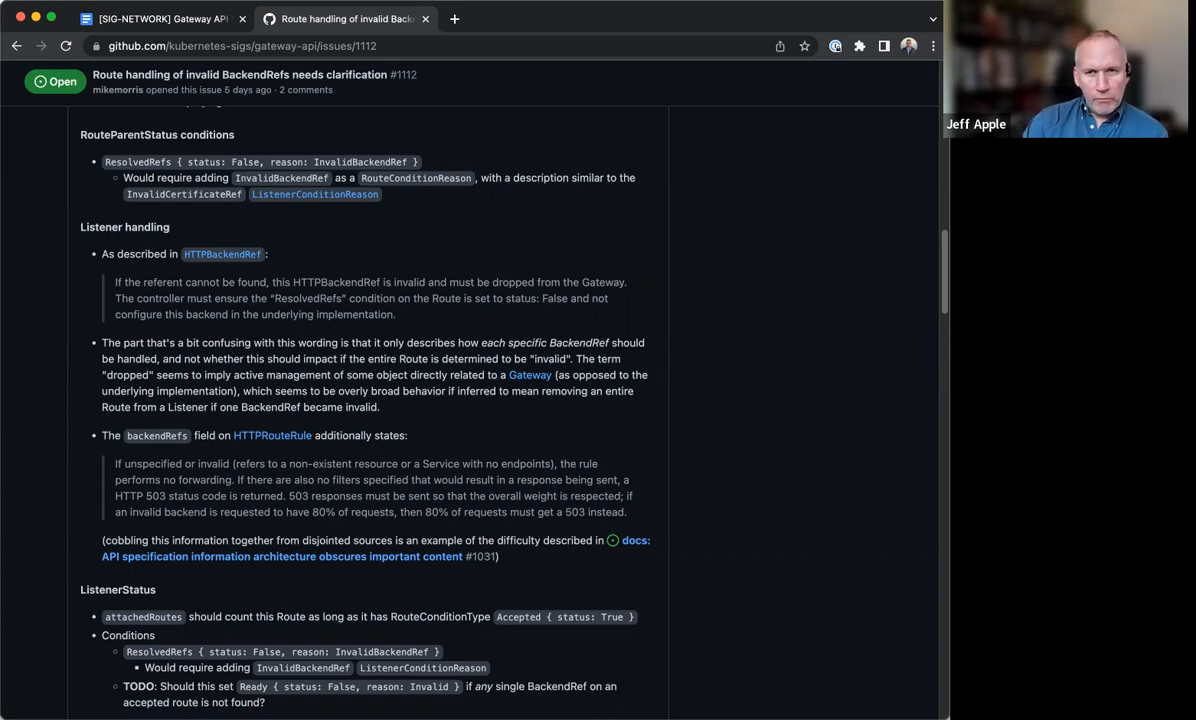 [SIG-NETWORK] Gateway API
Route handling of invalid Backe
github.com/kubernetes-sigs/gateway-api/issues/1112
Open
Route handling of invalid BackendRefs needs clarification #1112
mikemorris opened this issue 5 days ago · 2 comments
Jeff Apple
RouteParentStatus conditions
• ResolvedRefs { status: False, reason: InvalidBackendRef }
○ Would require adding InvalidBackendRef as a RouteConditionReason, with a description similar to the
InvalidCertificateRef ListenerConditionReason
Listener handling
• As described in HTTPBackendRef:
If the referent cannot be found, this HTTPBackendRef is invalid and must be dropped from the Gateway.
The controller must ensure the “ResolvedRefs” condition on the Route is set to status: False and not
configure this backend in the underlying implementation.
• The part that's a bit confusing with this wording is that it only describes how each specific BackendRef should
be handled, and not whether this should impact if the entire Route is determined to be "invalid". The term
"dropped" seems to imply active management of some object directly related to a Gateway (as opposed to the
underlying implementation), which seems to be overly broad behavior if inferred to mean removing an entire
Route from a Listener if one BackendRef became invalid.
• The backendRefs field on HTTPRouteRule additionally states:
If unspecified or invalid (refers to a non-existent resource or a Service with no endpoints), the rule
performs no forwarding. If there are also no filters specified that would result in a response being sent, a
HTTP 503 status code is returned. 503 responses must be sent so that the overall weight is respected; if
an invalid backend is requested to have 80% of requests, then 80% of requests must get a 503 instead.
(cobbling this information together from disjointed sources is an example of the difficulty described in docs:
API specification information architecture obscures important content #1031)
ListenerStatus
• attachedRoutes should count this Route as long as it has RouteConditionType Accepted { status: True }
• Conditions
○ ResolvedRefs { status: False, reason: InvalidBackendRef }
▪ Would require adding InvalidBackendRef ListenerConditionReason
○ TODO: Should this set Ready { status: False, reason: Invalid } if any single BackendRef on an
accepted route is not found?